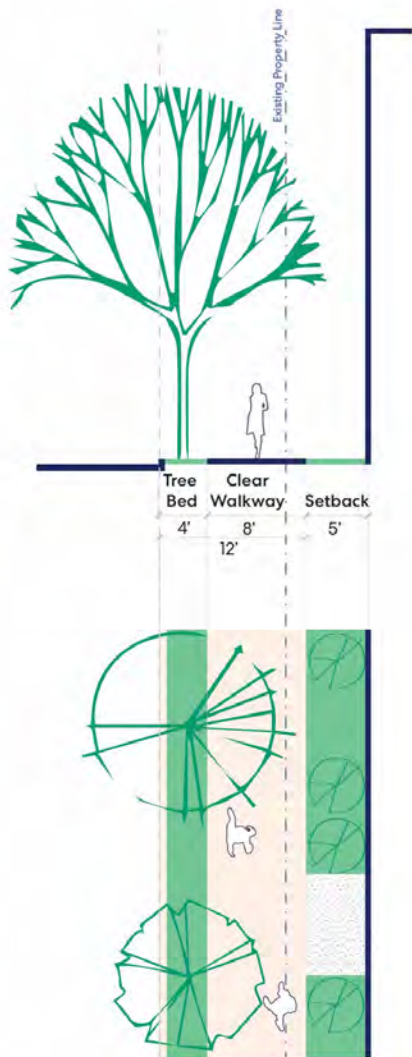 Existing Property Line
Tree Bed
Clear Walkway
Setback
4'
8'
5'
12'